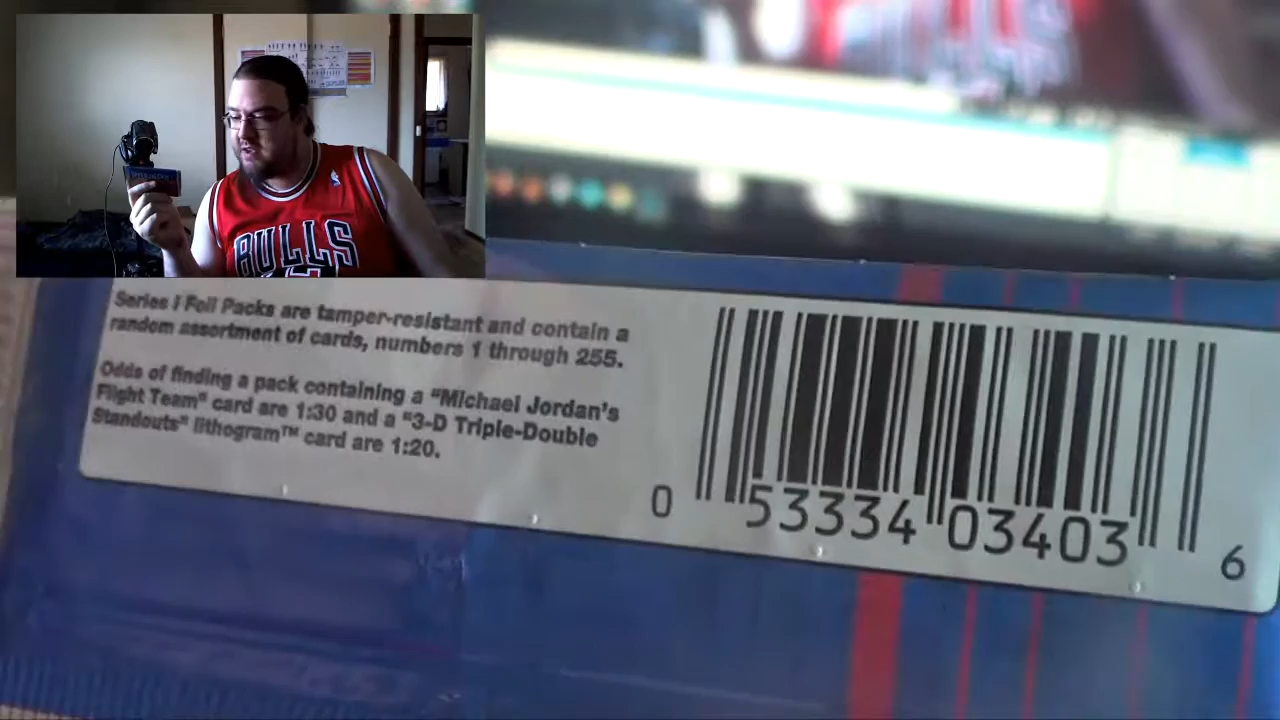 BULLS
Series I Foil Packs are tamper-resistant and contain a
random assortment of cards, numbers 1 through 255.
Odds of finding a pack containing a "Michael Jordan's
Flight Team" card are 1:30 and a "3-D Triple-Double
Standouts" lithogram™ card are 1:20.
0 53334 03403 6